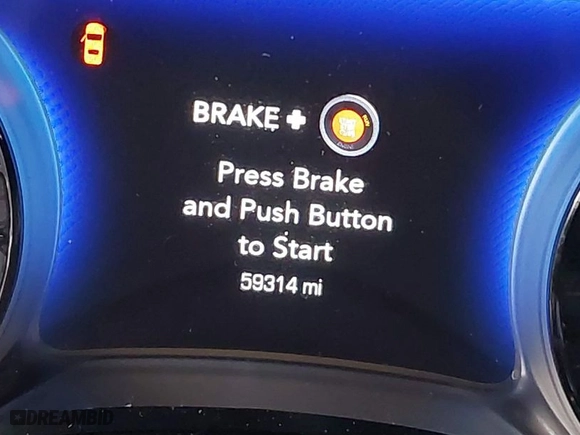 BRAKE +
Press Brake
and Push Button
to Start
59314 mi
DREAMBID